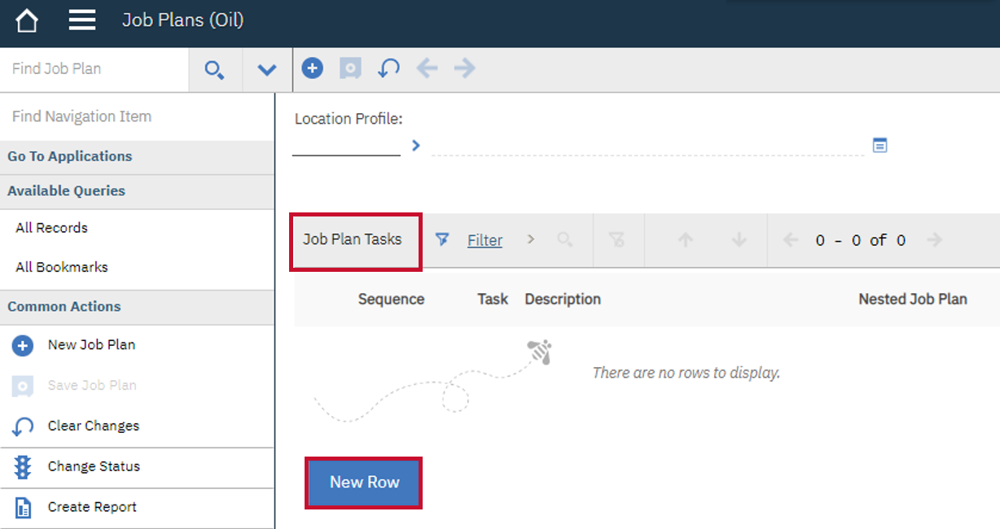 Job Plans (Oil)
Find Job Plan
Find Navigation Item
Go To Applications
Available Queries
All Records
All Bookmarks
Common Actions
New Job Plan
Save Job Plan
Clear Changes
Change Status
Create Report
Location Profile:
Job Plan Tasks Filter 0 - 0 of 0
Sequence Task Description Nested Job Plan
There are no rows to display.
New Row